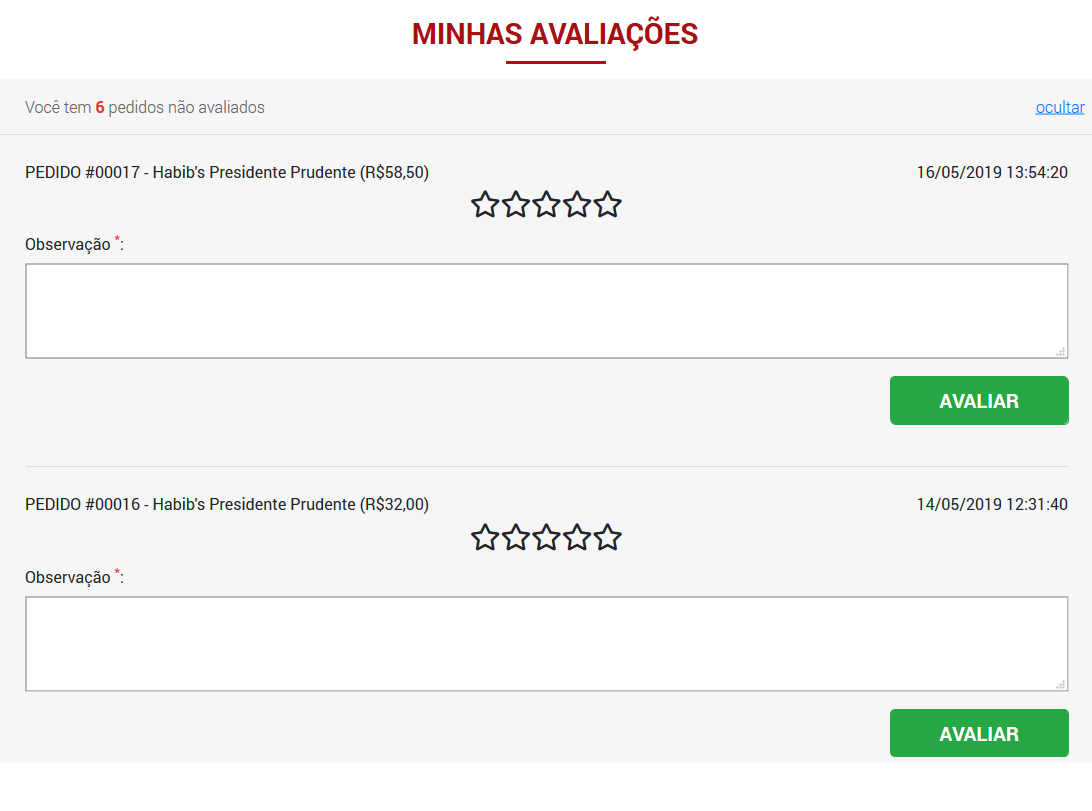 MINHAS AVALIAÇÕES
Você tem 6 pedidos não avaliados
ocultar
PEDIDO #00017 - Habib's Presidente Prudente (R$58,50)
16/05/2019 13:54:20
Observação *:
AVALIAR
PEDIDO #00016 - Habib's Presidente Prudente (R$32,00)
14/05/2019 12:31:40
Observação *:
AVALIAR